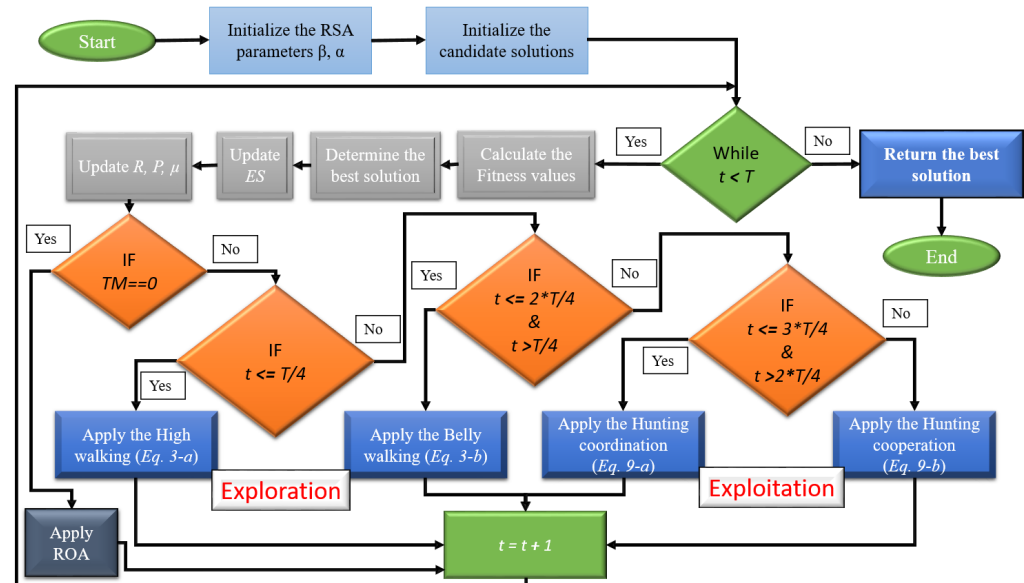 Start
Initialize the RSA
parameters β, α
Initialize the
candidate solutions
While
t < T
Yes
No
Return the best
solution
End
Calculate the
Fitness values
Determine the
best solution
Update
ES
Update R, P, μ
IF
TM==0
Yes
No
IF
t <= T/4
Yes
No
IF
t <= 2*T/4
&
t >T/4
Yes
No
IF
t <= 3*T/4
&
t >2*T/4
Yes
No
Apply the High
walking (Eq. 3-a)
Apply the Belly
walking (Eq. 3-b)
Apply the Hunting
coordination
(Eq. 9-a)
Apply the Hunting
cooperation
(Eq. 9-b)
Exploration
Exploitation
Apply
ROA
t = t + 1